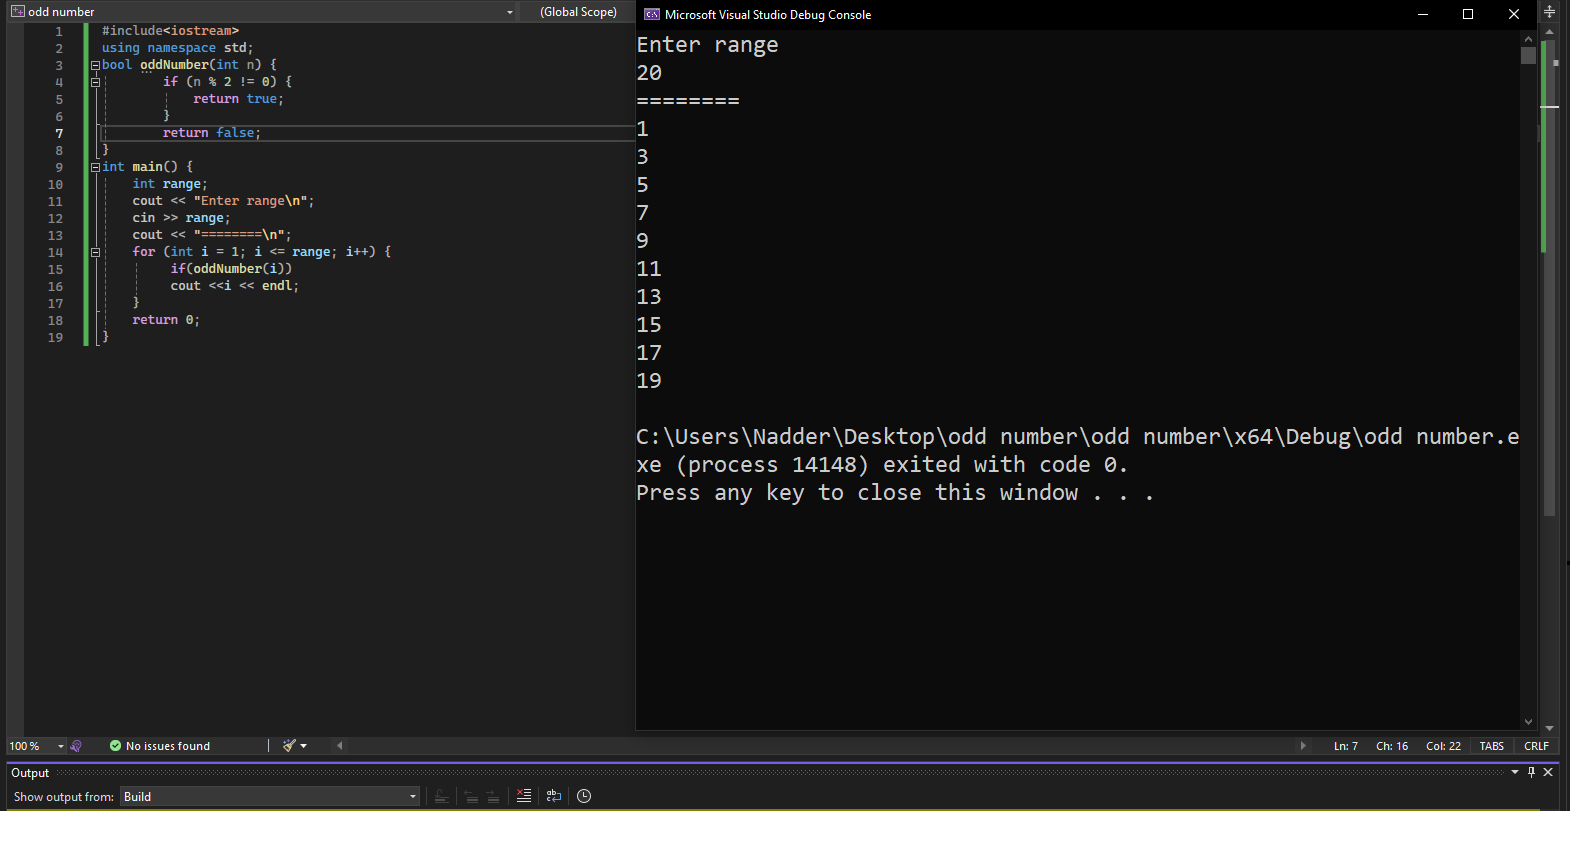 odd number
(Global Scope)
1 #include<iostream>
2 using namespace std;
3 bool oddNumber(int n) {
4 if (n % 2 != 0) {
5 return true;
6 }
7 return false;
8 }
9 int main() {
10 int range;
11 cout << "Enter range\n";
12 cin >> range;
13 cout << "========\n";
14 for (int i = 1; i <= range; i++) {
15 if(oddNumber(i))
16 cout <<i << endl;
17 }
18 return 0;
19 }
Microsoft Visual Studio Debug Console
Enter range
20
========
1
3
5
7
9
11
13
15
17
19
C:\Users\Nadder\Desktop\odd number\odd number\x64\Debug\odd number.e
xe (process 14148) exited with code 0.
Press any key to close this window . . .
100 %
No issues found
Ln: 7 Ch: 16 Col: 22 TABS CRLF
Output
Show output from: Build